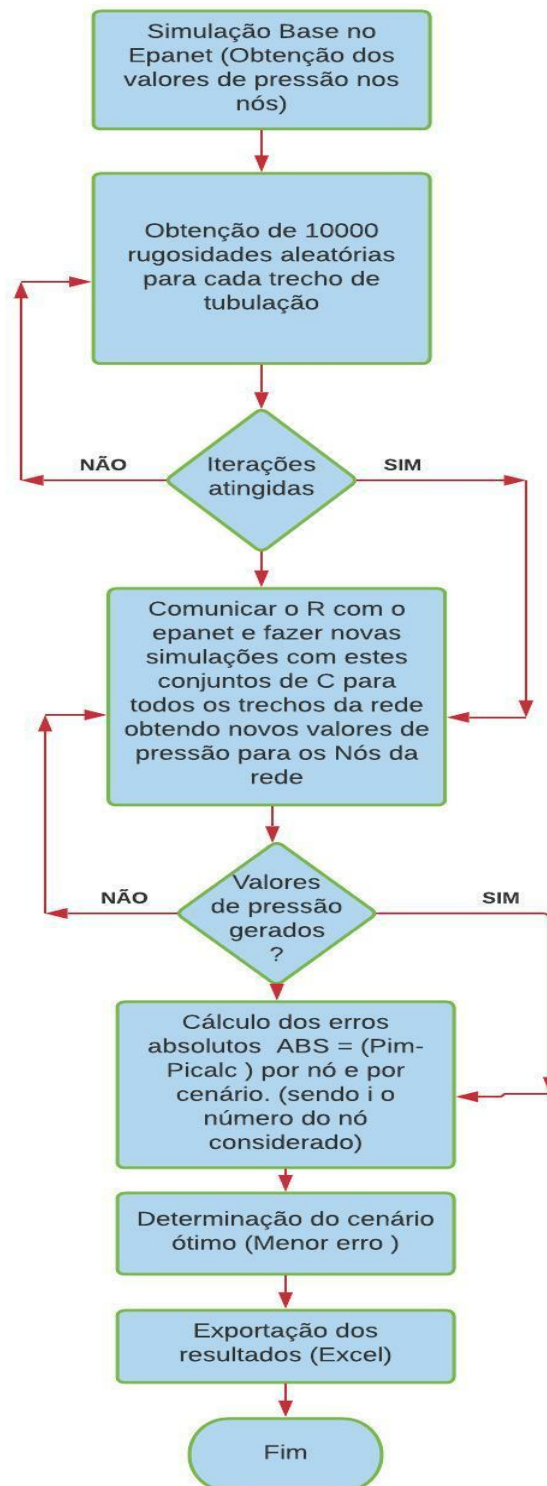 Simulação Base no
Epanet (Obtenção dos
valores de pressão nos
nós)
Obtenção de 10000
rugosidades aleatórias
para cada trecho de
tubulação
NÃO
Iterações
atingidas
SIM
Comunicar o R com o
epanet e fazer novas
simulações com estes
conjuntos de C para
todos os trechos da rede
obtendo novos valores de
pressão para os Nós da
rede
NÃO
Valores
de pressão
gerados
?
SIM
Cálculo dos erros
absolutos ABS = (Pim-
Picalc ) por nó e por
cenário. (sendo i o
número do nó
considerado)
Determinação do cenário
ótimo (Menor erro )
Exportação dos
resultados (Excel)
Fim